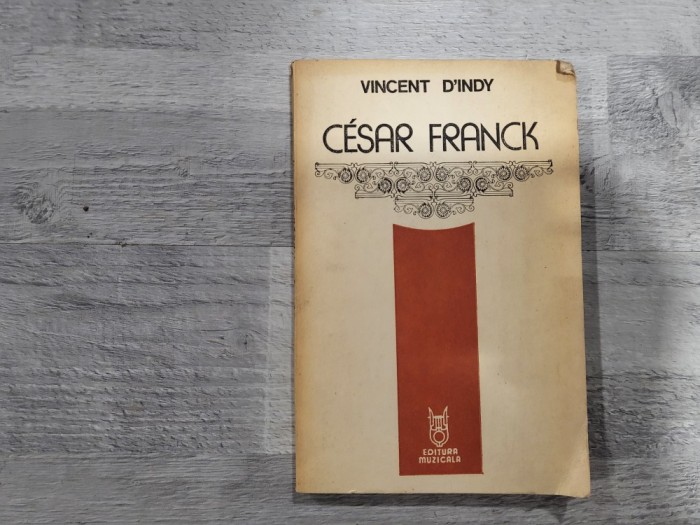 VINCENT D'INDY
CÉSAR FRANCK
EDITURA
MUZICALA